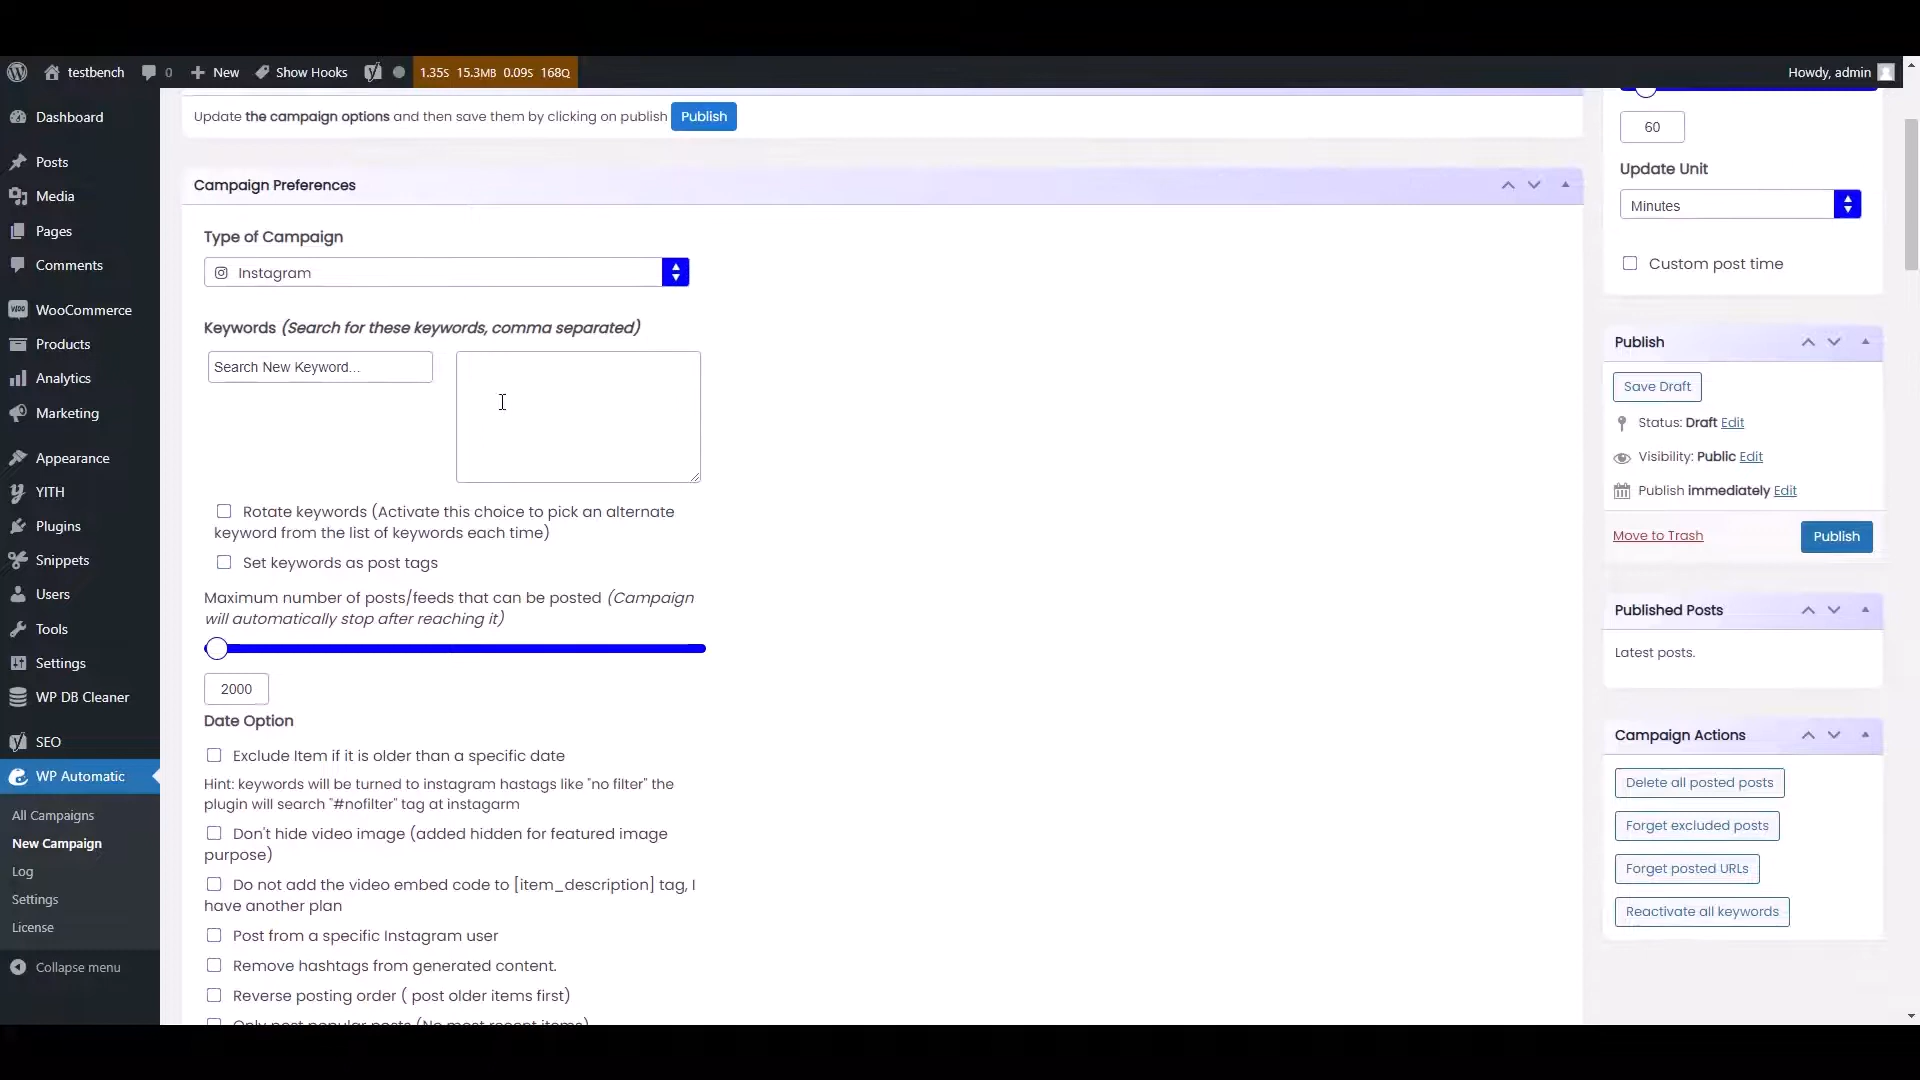 testbench
0
New
Show Hooks
1.35S 15.3MB 0.09S 168Q
Howdy, admin
Dashboard
Posts
Media
Pages
Comments
WooCommerce
Products
Analytics
Marketing
Appearance
YITH
Plugins
Snippets
Users
Tools
Settings
WP DB Cleaner
SEO
WP Automatic
All Campaigns
New Campaign
Log
Settings
License
Collapse menu
Update the campaign options and then save them by clicking on publish Publish
Campaign Preferences
Type of Campaign
Instagram
Keywords (Search for these keywords, comma separated)
Search New Keyword...
Rotate keywords (Activate this choice to pick an alternate
keyword from the list of keywords each time)
Set keywords as post tags
Maximum number of posts/feeds that can be posted (Campaign
will automatically stop after reaching it)
2000
Date Option
Exclude Item if it is older than a specific date
Hint: keywords will be turned to instagram hastags like "no filter" the
plugin will search "#nofilter" tag at instagarm
Don't hide video image (added hidden for featured image
purpose)
Do not add the video embed code to [item_description] tag, I
have another plan
Post from a specific Instagram user
Remove hashtags from generated content.
Reverse posting order ( post older items first)
Only post popular posts (No most recent items)
60
Update Unit
Minutes
Custom post time
Publish
Save Draft
Status: Draft Edit
Visibility: Public Edit
Publish immediately Edit
Move to Trash
Publish
Published Posts
Latest posts.
Campaign Actions
Delete all posted posts
Forget excluded posts
Forget posted URLs
Reactivate all keywords